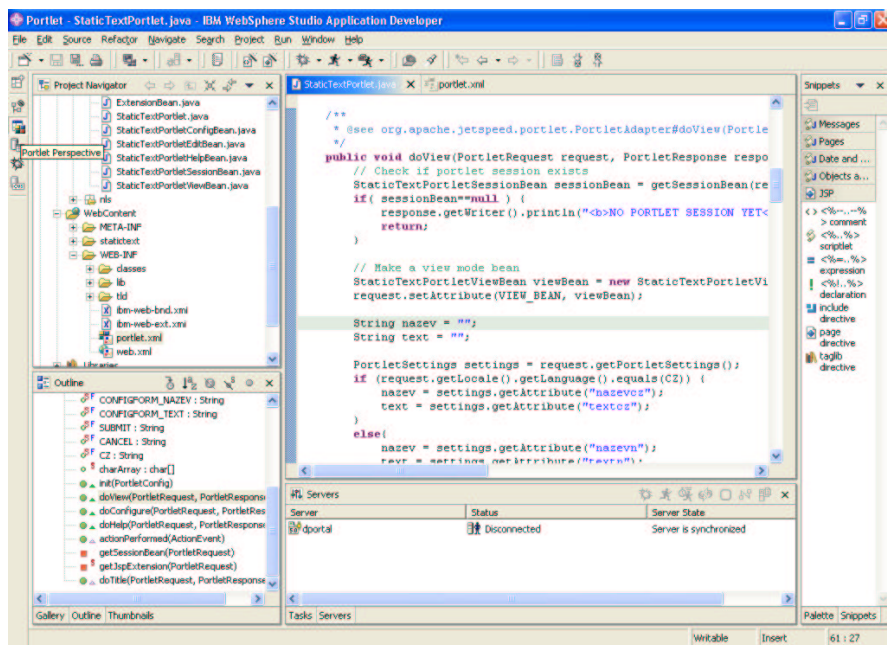 Portlet - StaticTextPortlet.java - IBM WebSphere Studio Application Developer
File Edit Source Refactor Navigate Search Project Run Window Help
Project Navigator
ExtensionBean.java
StaticTextPortlet.java
StaticTextPortletConfigBean.java
StaticTextPortletEditBean.java
StaticTextPortletHelpBean.java
StaticTextPortletSessionBean.java
StaticTextPortletViewBean.java
Portlet Perspective
nls
WebContent
META-INF
statictext
WEB-INF
classes
lib
tld
ibm-web-bnd.xmi
ibm-web-ext.xmi
portlet.xml
web.xml
Libraries
Outline
CONFIGFORM_NAZEV : String
CONFIGFORM_TEXT : String
SUBMIT : String
CANCEL : String
CZ : String
charArray : char[]
init(PortletConfig)
doView(PortletRequest, PortletResponse
doConfigure(PortletRequest, PortletRes
doHelp(PortletRequest, PortletResponse
actionPerformed(ActionEvent)
getSessionBean(PortletRequest)
getJspExtension(PortletRequest)
doTitle(PortletRequest, PortletResponse
Gallery Outline Thumbnails
StaticTextPortlet.java portlet.xml
/**
* @see org.apache.jetspeed.portlet.PortletAdapter#doView(Portle
*/
public void doView(PortletRequest request, PortletResponse respo
// Check if portlet session exists
StaticTextPortletSessionBean sessionBean = getSessionBean(re
if( sessionBean==null ) {
response.getWriter().println("<b>NO PORTLET SESSION YET<
return;
}
// Make a view mode bean
StaticTextPortletViewBean viewBean = new StaticTextPortletVi
request.setAttribute(VIEW_BEAN, viewBean);
String nazev = "";
String text = "";
PortletSettings settings = request.getPortletSettings();
if (request.getLocale().getLanguage().equals(CZ)) {
nazev = settings.getAttribute("nazevcz");
text = settings.getAttribute("textcz");
}
else{
nazev = settings.getAttribute("nazevn");
text = settings.getAttribute("textn");
Servers
Server Status Server State
dportal Disconnected Server is synchronized
Tasks Servers
Snippets
Messages
Pages
Date and ...
Objects a...
JSP
<%--..--%
> comment
<%..%>
scriptlet
<%=..%>
expression
<%!..%>
declaration
include
directive
page
directive
taglib
directive
Palette Snippets
Writable Insert 61 : 27